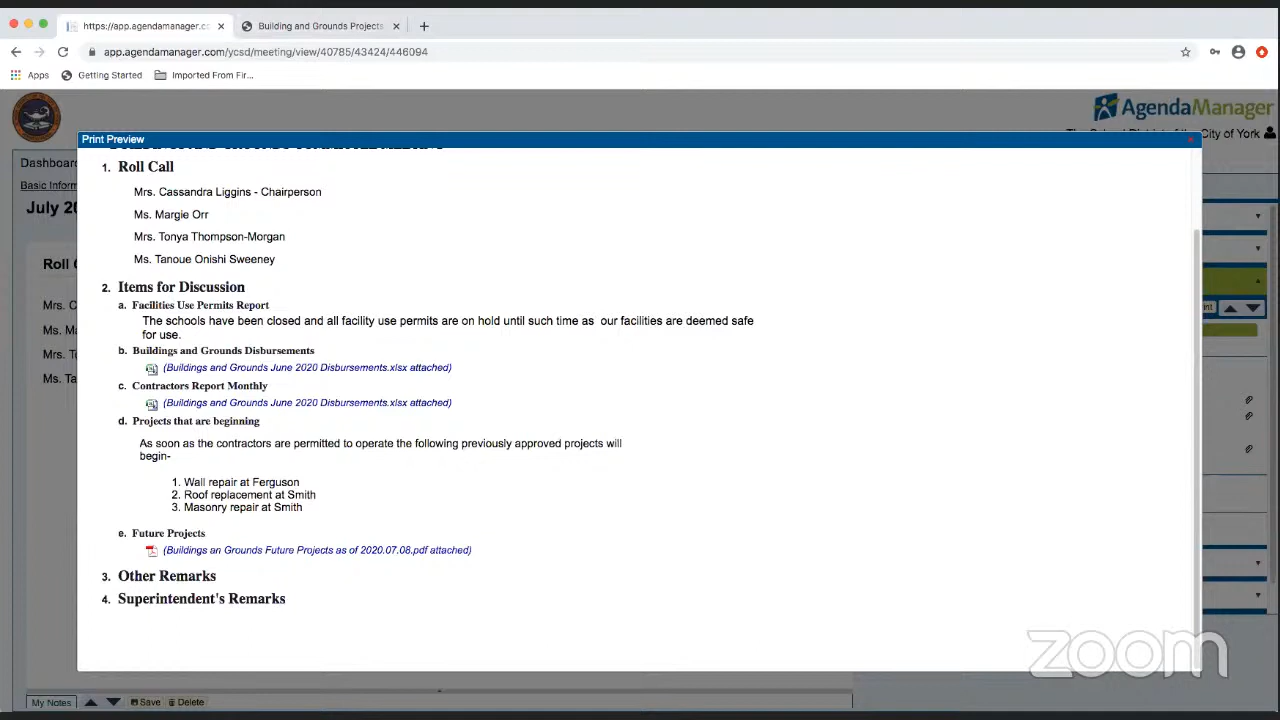 https://app.agendamanager.cc
Building and Grounds Projects
app.agendamanager.com/ycsd/meeting/view/40785/43424/446094
Apps
Getting Started
Imported From Fir...
AgendaManager
City of York
Dashboar
Print Preview
Basic Inform
July 20
Roll C
Mrs. C
Ms. Ma
Mrs. To
Ms. Ta
1. Roll Call
Mrs. Cassandra Liggins - Chairperson
Ms. Margie Orr
Mrs. Tonya Thompson-Morgan
Ms. Tanoue Onishi Sweeney
2. Items for Discussion
a. Facilities Use Permits Report
The schools have been closed and all facility use permits are on hold until such time as our facilities are deemed safe
for use.
b. Buildings and Grounds Disbursements
(Buildings and Grounds June 2020 Disbursements.xlsx attached)
c. Contractors Report Monthly
(Buildings and Grounds June 2020 Disbursements.xlsx attached)
d. Projects that are beginning
As soon as the contractors are permitted to operate the following previously approved projects will
begin-
1. Wall repair at Ferguson
2. Roof replacement at Smith
3. Masonry repair at Smith
e. Future Projects
(Buildings an Grounds Future Projects as of 2020.07.08.pdf attached)
3. Other Remarks
4. Superintendent's Remarks
int
zoom
My Notes
Save
Delete